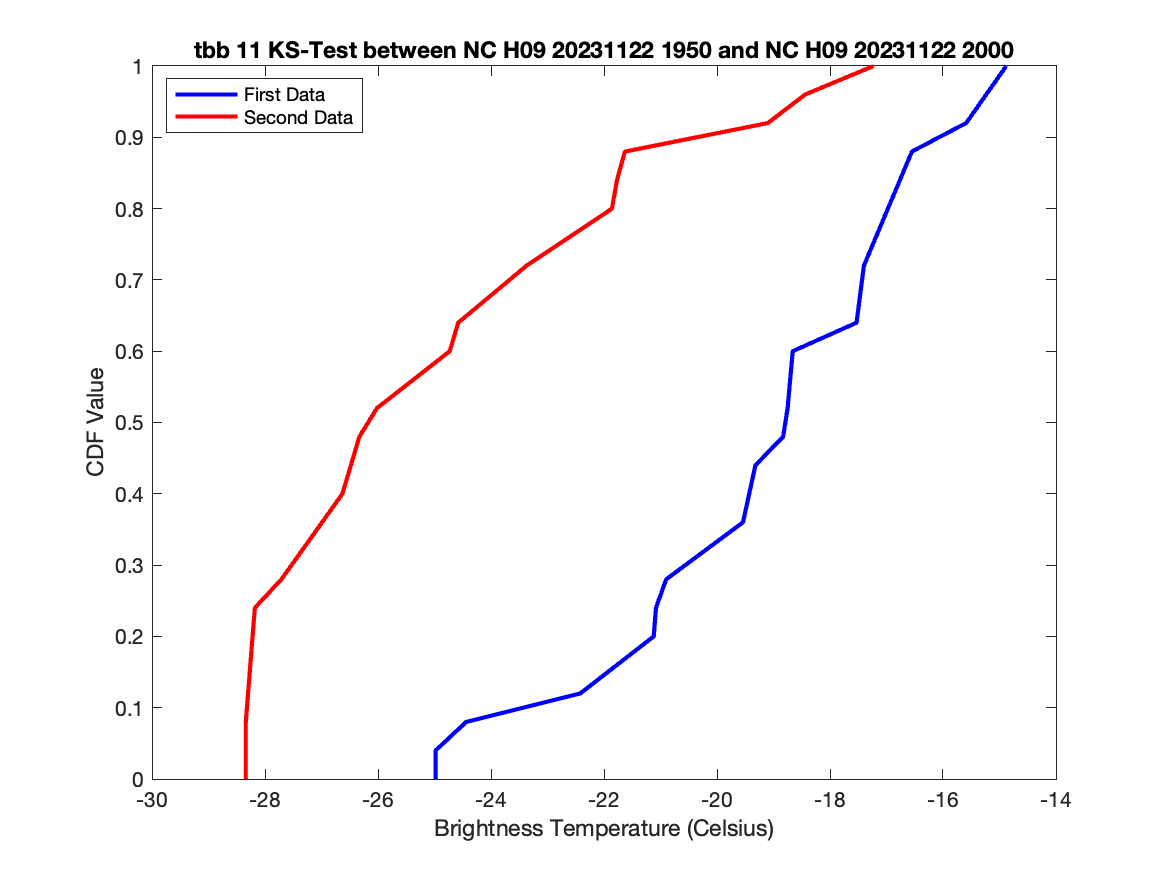 tbb 11 KS-Test between NC H09 20231122 1950 and NC H09 20231122 2000
First Data
Second Data
1
0.9
0.8
0.7
0.6
0.5
0.4
0.3
0.2
0.1
0
CDF Value
-30 -28 -26 -24 -22 -20 -18 -16 -14
Brightness Temperature (Celsius)